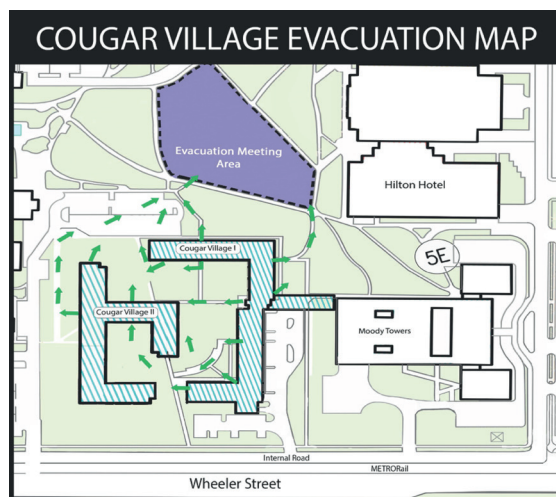 COUGAR VILLAGE EVACUATION MAP
Evacuation Meeting
Area
Hilton Hotel
Cougar Village I
5E
Cougar Village II
Moody Towers
Internal Road
METRORail
Wheeler Street